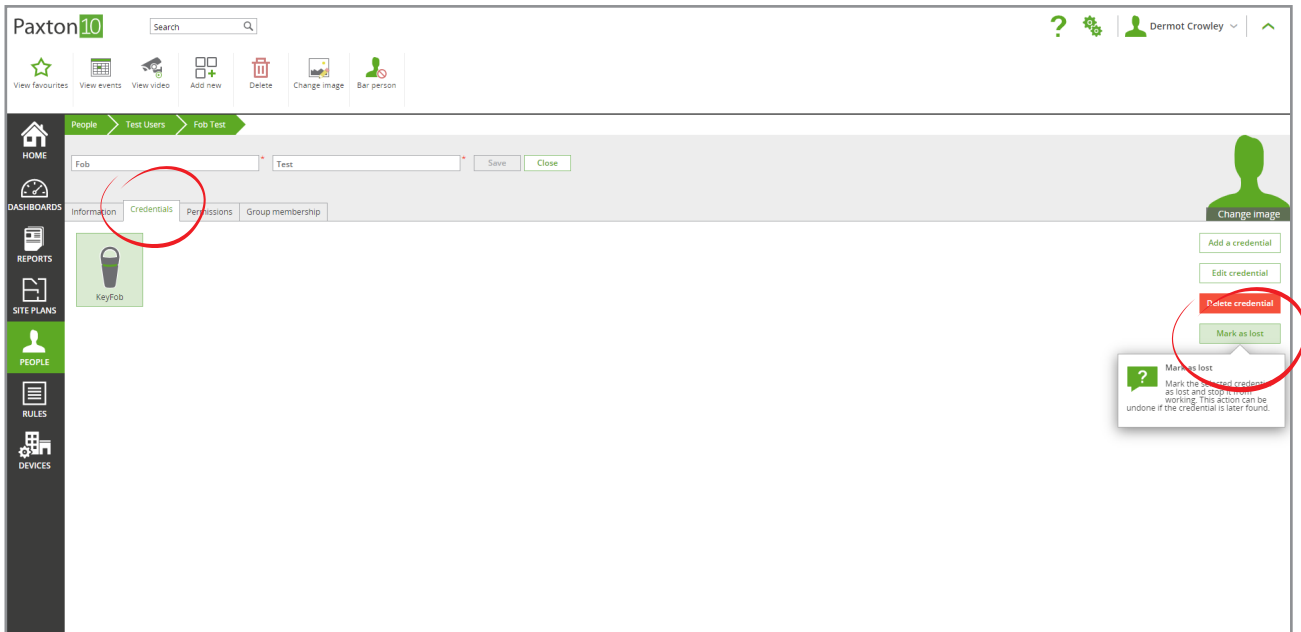 Paxton10
Search
Dermot Crowley
View favourites
View events
View video
Add new
Delete
Change image
Bar person
People
Test Users
Fob Test
HOME
DASHBOARDS
REPORTS
SITE PLANS
PEOPLE
RULES
DEVICES
Fob *
Test *
Save
Close
Change image
Information
Credentials
Permissions
Group membership
KeyFob
Add a credential
Edit credential
Delete credential
Mark as lost
Mark as lost
Mark the selected credential
as lost and stop it from
working. This action can be
undone if the credential is later found.